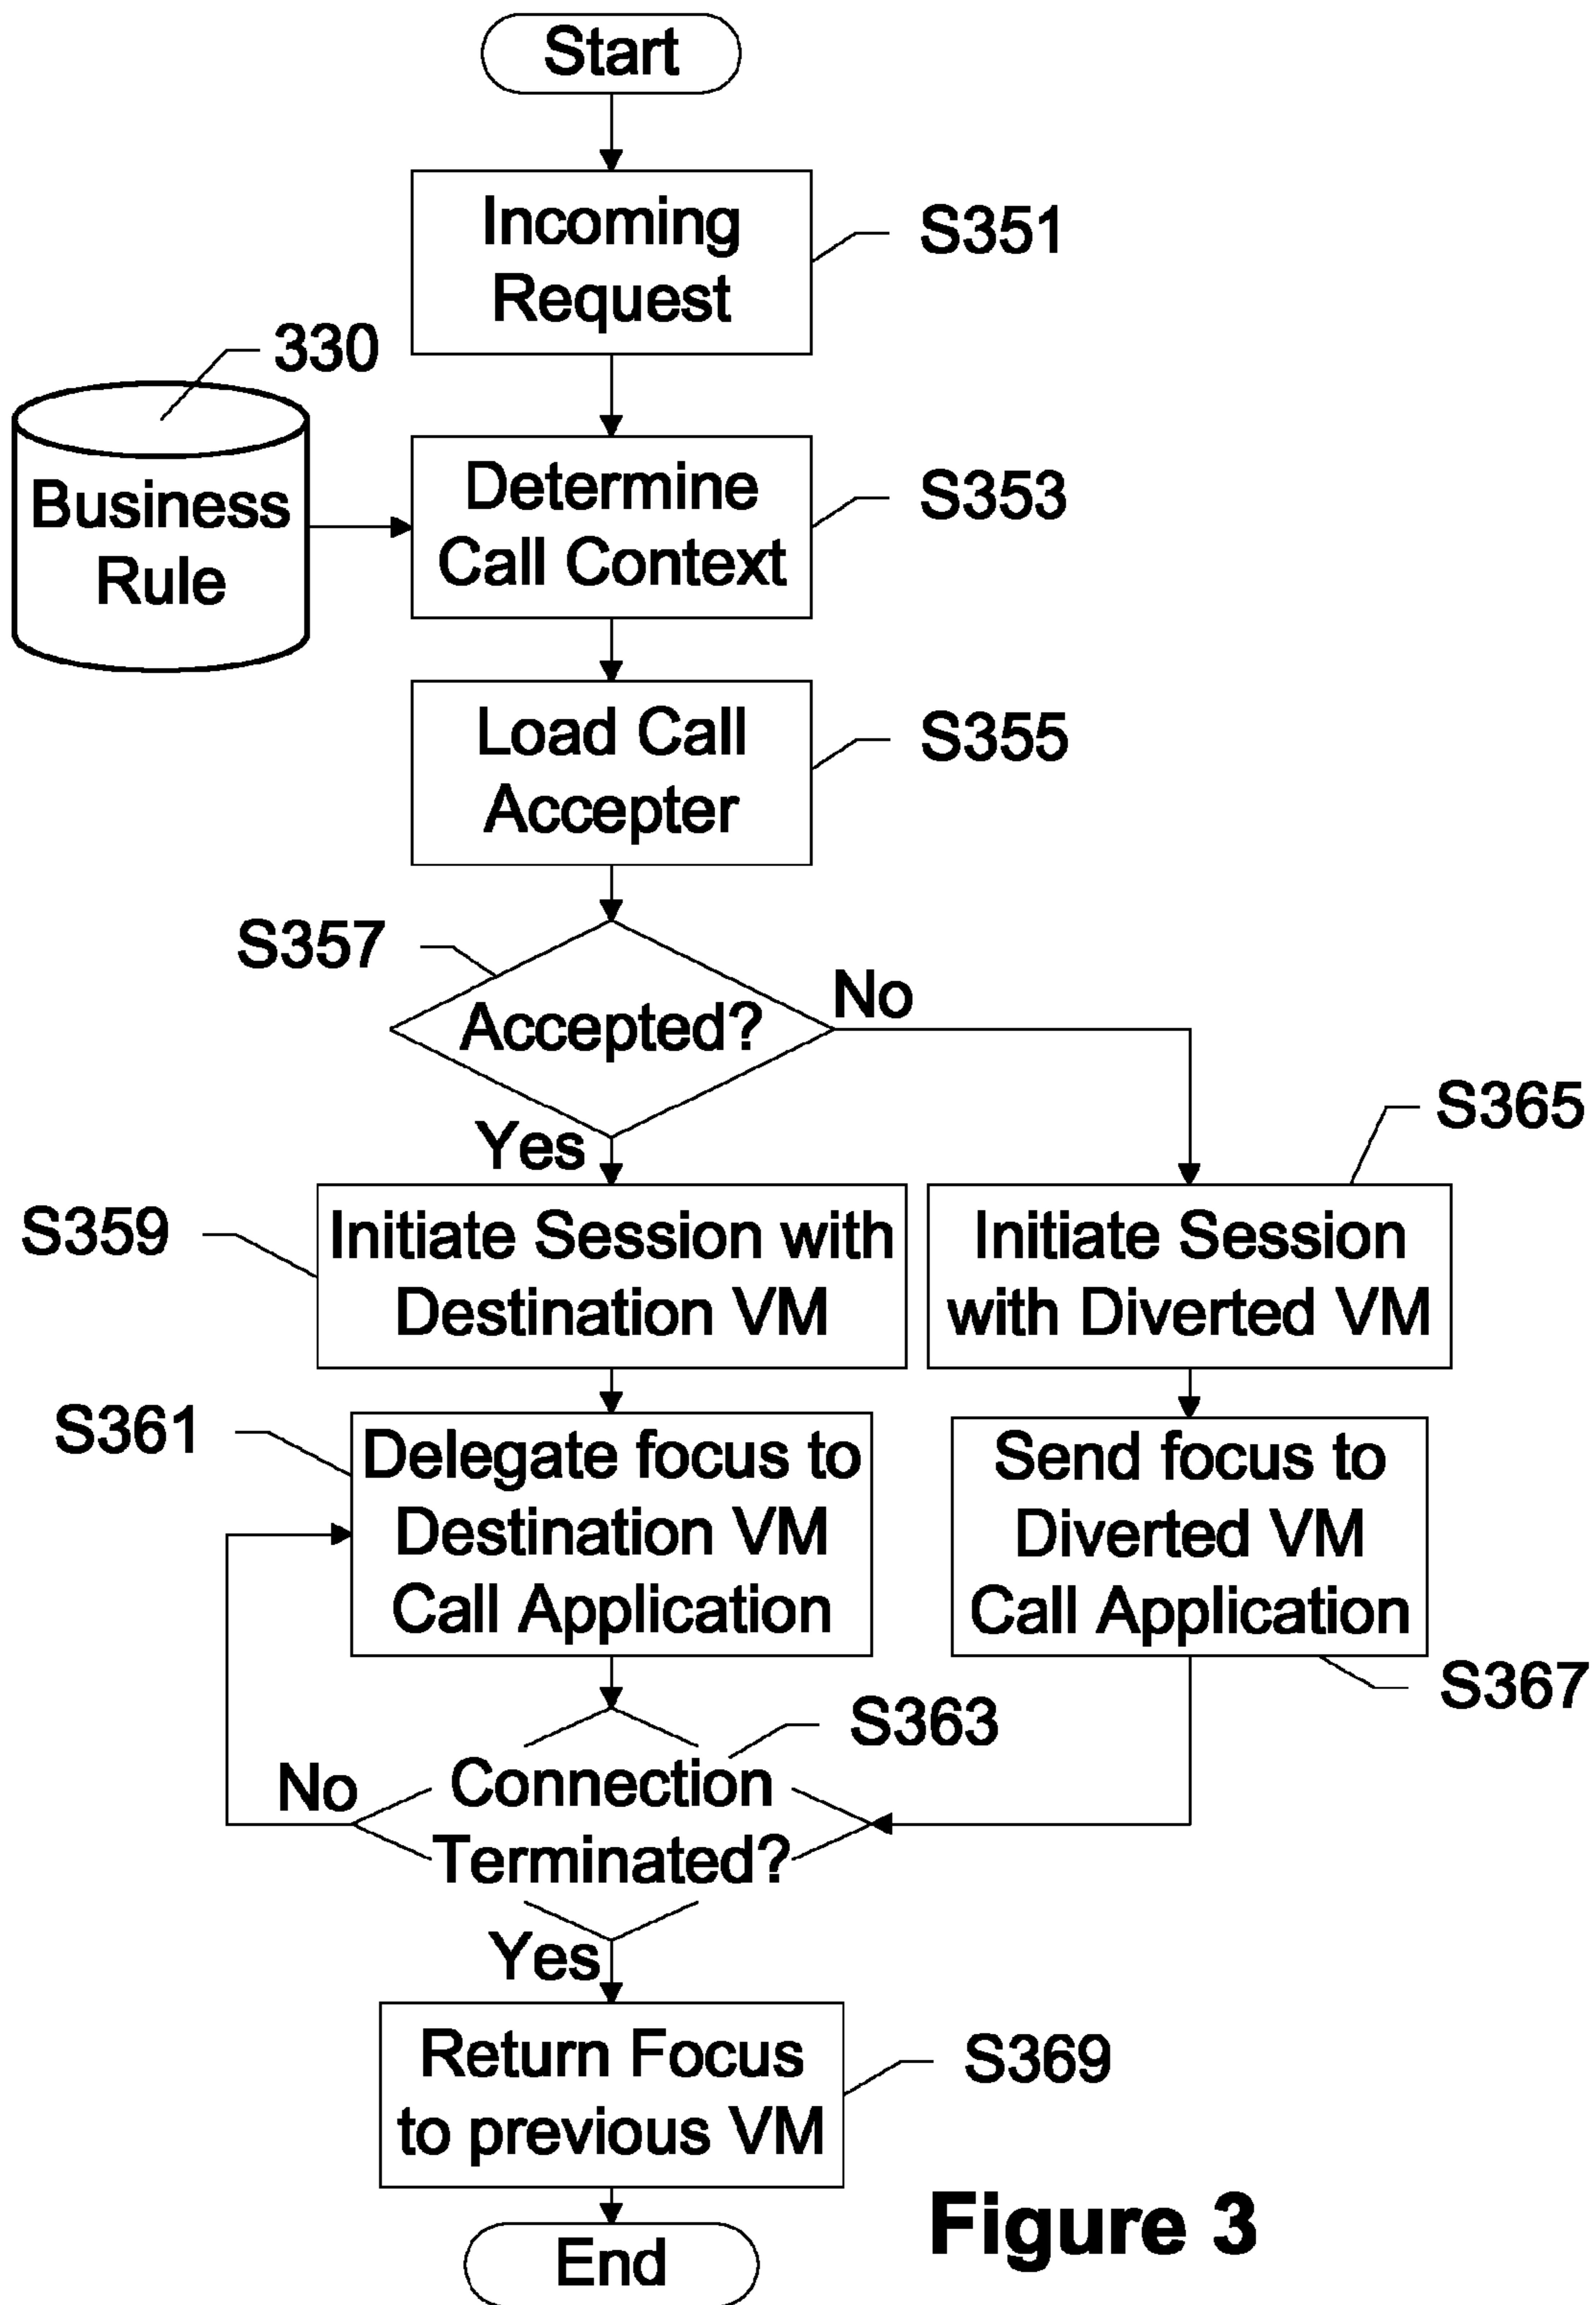 Start
Incoming
Request
S351
330
Business
Rule
Determine
Call Context
S353
Load Call
Accepter
S355
S357
Accepted?
No
Yes
S365
S359
Initiate Session with
Destination VM
Initiate Session
with Diverted VM
S361
Delegate focus to
Destination VM
Call Application
Send focus to
Diverted VM
Call Application
S367
S363
No
Connection
Terminated?
Yes
Return Focus
to previous VM
S369
Figure 3
End